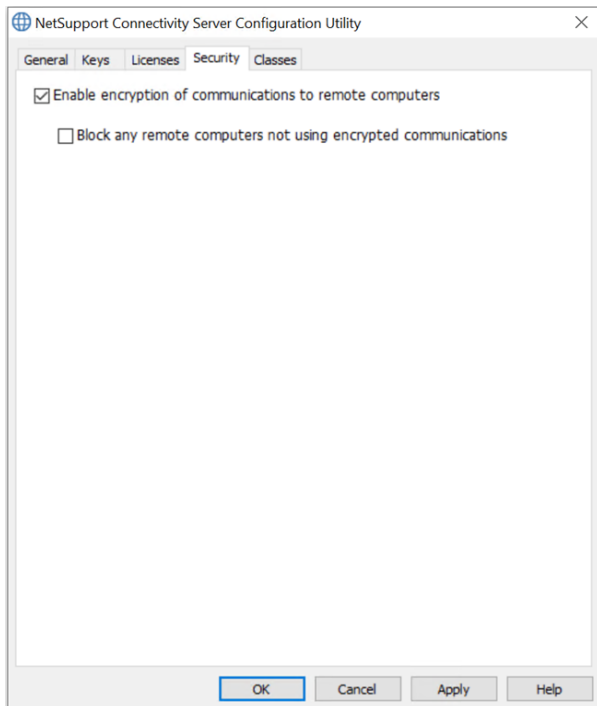 NetSupport Connectivity Server Configuration Utility
General Keys Licenses Security Classes
Enable encryption of communications to remote computers
Block any remote computers not using encrypted communications
OK Cancel Apply Help